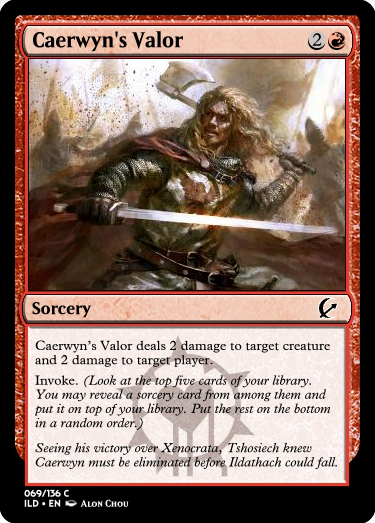 Caerwyn's Valor 2
Sorcery
Caerwyn's Valor deals 2 damage to target creature
and 2 damage to target player.
Invoke. (Look at the top five cards of your library.
You may reveal a sorcery card from among them and
put it on top of your library. Put the rest on the bottom
in a random order.)
Seeing his victory over Xenocrata, Tshosiech knew
Caerwyn must be eliminated before Ildathach could fall.
069/136 C
ILD • EN Alon Chou